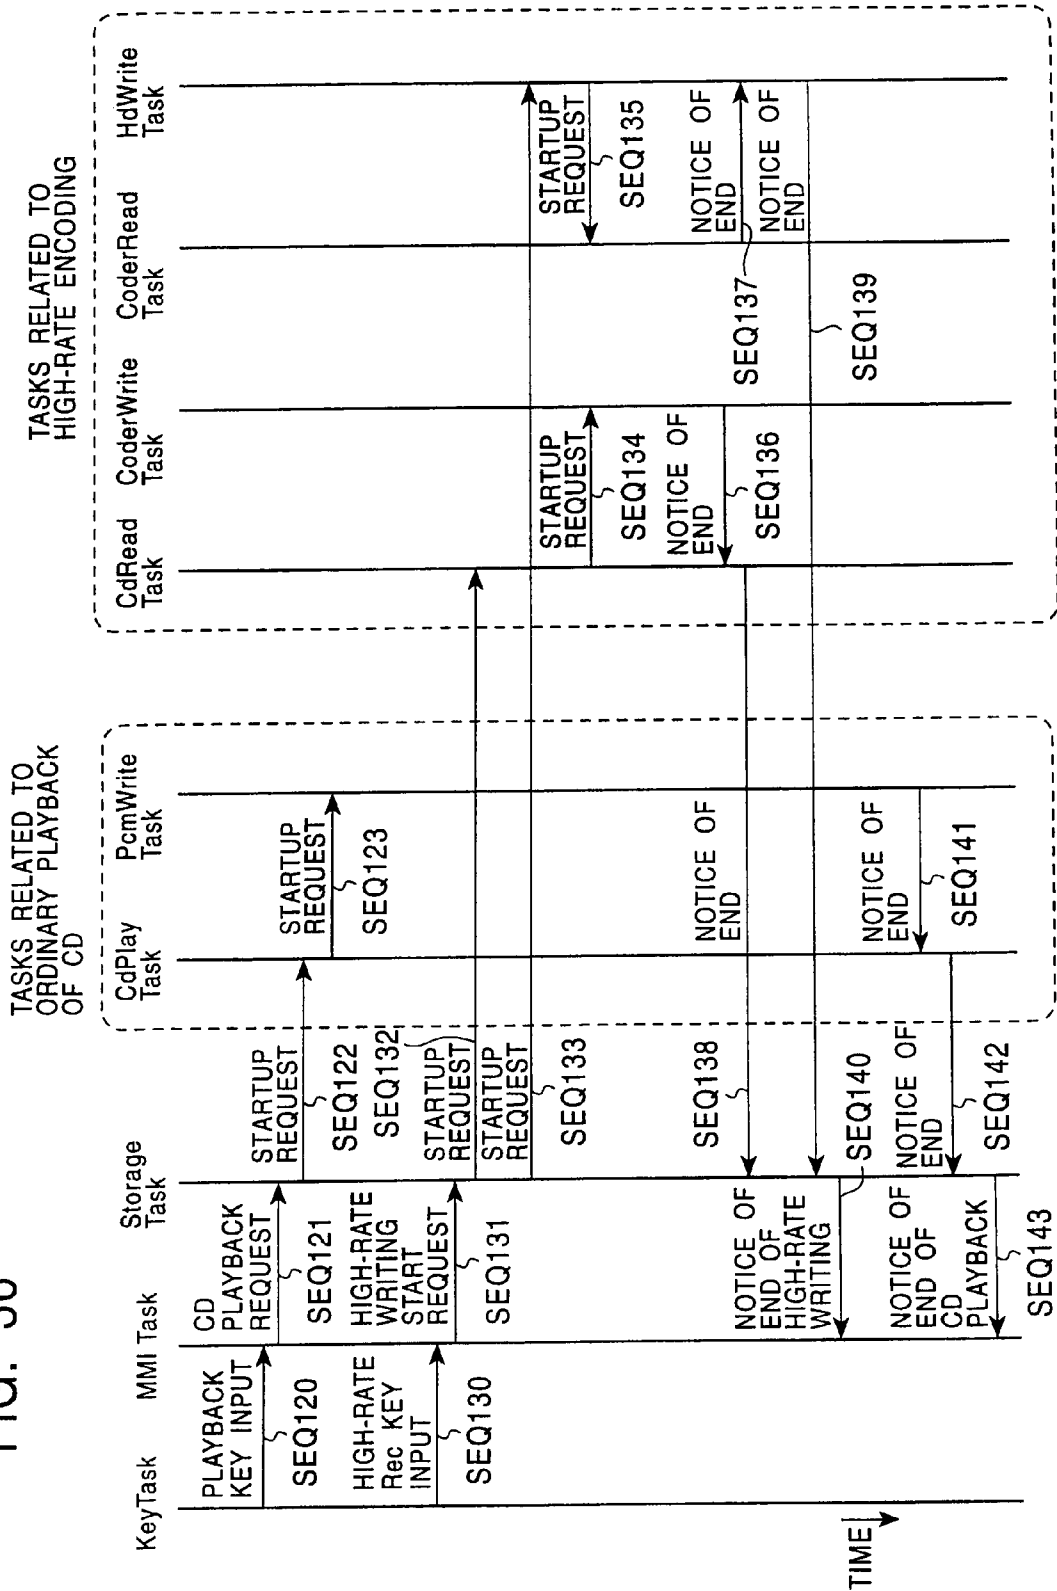 FIG. 30
TASKS RELATED TO
ORDINARY PLAYBACK
OF CD
TASKS RELATED TO
HIGH-RATE ENCODING
KeyTask
MMI Task
Storage
Task
CdPlay
Task
PcmWrite
Task
CdRead
Task
CoderWrite
Task
CoderRead
Task
HdWrite
Task
PLAYBACK
KEY INPUT
SEQ120
CD
PLAYBACK
REQUEST
SEQ121
STARTUP
REQUEST
SEQ122
STARTUP
REQUEST
SEQ123
HIGH-RATE
Rec KEY
INPUT
SEQ130
HIGH-RATE
WRITING
START
REQUEST
SEQ131
SEQ132
STARTUP
REQUEST
STARTUP
REQUEST
SEQ133
STARTUP
REQUEST
SEQ134
STARTUP
REQUEST
SEQ135
NOTICE OF
END
SEQ136
NOTICE OF
END
SEQ137
NOTICE OF
END
SEQ138
NOTICE OF
END
SEQ139
NOTICE OF
END OF
HIGH-RATE
WRITING
SEQ140
NOTICE OF
END
SEQ141
NOTICE OF
END
SEQ142
NOTICE OF
END OF
CD
PLAYBACK
SEQ143
TIME